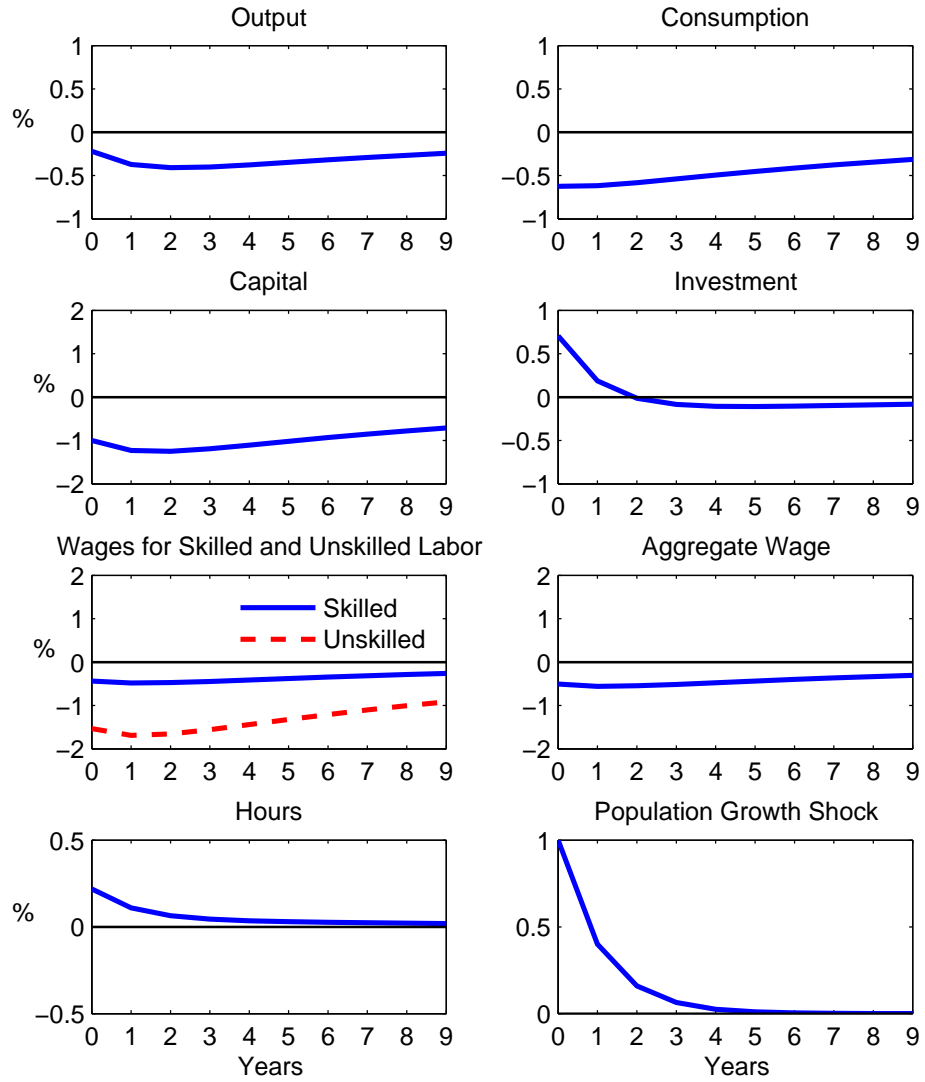 Output
1
0.5
0
−0.5
−1
%
0 1 2 3 4 5 6 7 8 9
Consumption
1
0.5
0
−0.5
−1
0 1 2 3 4 5 6 7 8 9
Capital
2
1
0
−1
−2
%
0 1 2 3 4 5 6 7 8 9
Investment
1
0.5
0
−0.5
−1
0 1 2 3 4 5 6 7 8 9
Wages for Skilled and Unskilled Labor
2
1
0
−1
−2
%
Skilled
Unskilled
0 1 2 3 4 5 6 7 8 9
Aggregate Wage
2
1
0
−1
−2
0 1 2 3 4 5 6 7 8 9
Hours
0.5
0
−0.5
%
0 1 2 3 4 5 6 7 8 9
Years
Population Growth Shock
1
0.5
0
0 1 2 3 4 5 6 7 8 9
Years